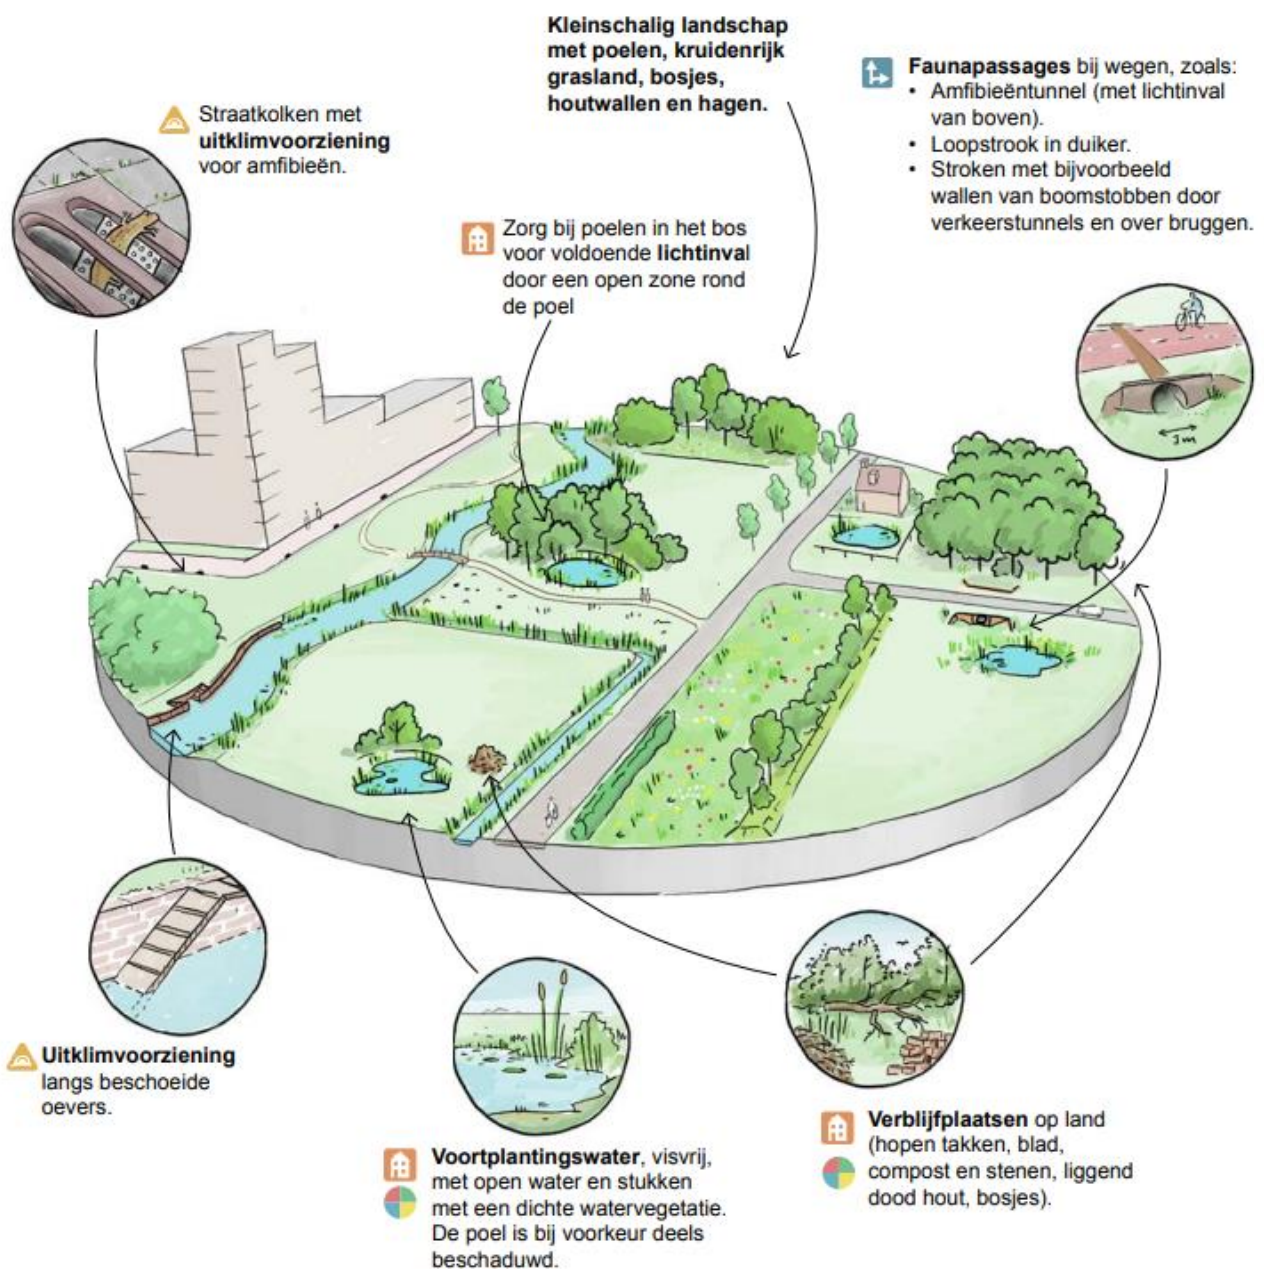 Kleinschalig landschap
met poelen, kruidenrijk
grasland, bosjes,
houtwallen en hagen.
Faunapassages bij wegen, zoals:
• Amfibieëntunnel (met lichtinval
van boven).
• Loopstrook in duiker.
• Stroken met bijvoorbeeld
wallen van boomstobben door
verkeerstunnels en over bruggen.
Straatkolken met
uitklimvoorziening
voor amfibieën.
Zorg bij poelen in het bos
voor voldoende lichtinval
door een open zone rond
de poel
3m
Uitklimvoorziening
langs beschoeide
oevers.
Voortplantingswater, visvrij,
met open water en stukken
met een dichte watervegetatie.
De poel is bij voorkeur deels
beschaduwd.
Verblijfplaatsen op land
(hopen takken, blad,
compost en stenen, liggend
dood hout, bosjes).